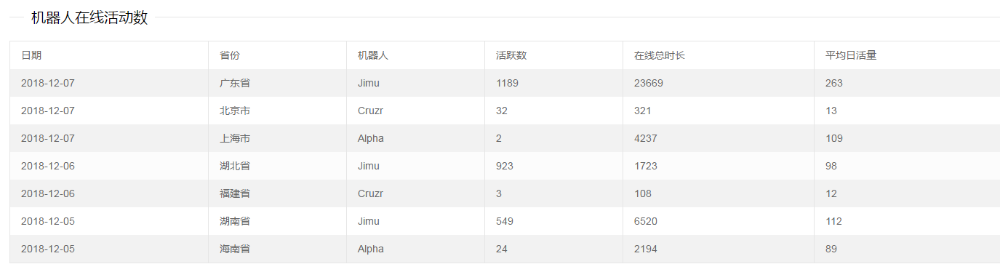 机器人在线活动数
日期 省份 机器人 活跃数 在线总时长 平均日活量
2018-12-07 广东省 Jimu 1189 23669 263
2018-12-07 北京市 Cruzr 32 321 13
2018-12-07 上海市 Alpha 2 4237 109
2018-12-06 湖北省 Jimu 923 1723 98
2018-12-06 福建省 Cruzr 3 108 12
2018-12-05 湖南省 Jimu 549 6520 112
2018-12-05 海南省 Alpha 24 2194 89